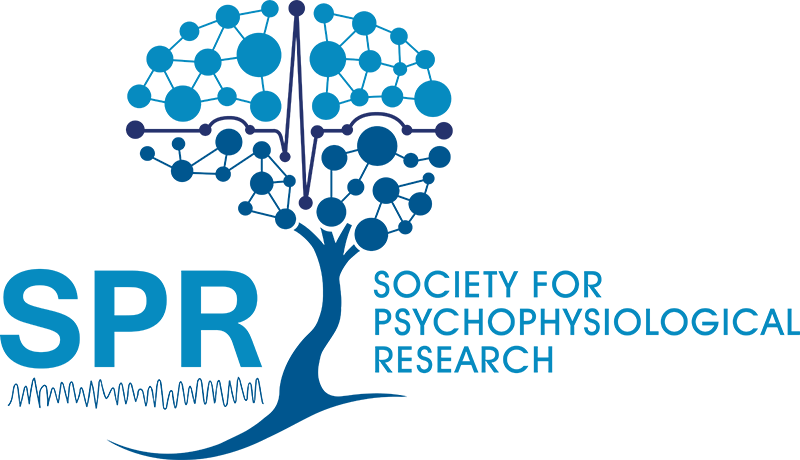 SPR
SOCIETY FOR
PSYCHOPHYSIOLOGICAL
RESEARCH